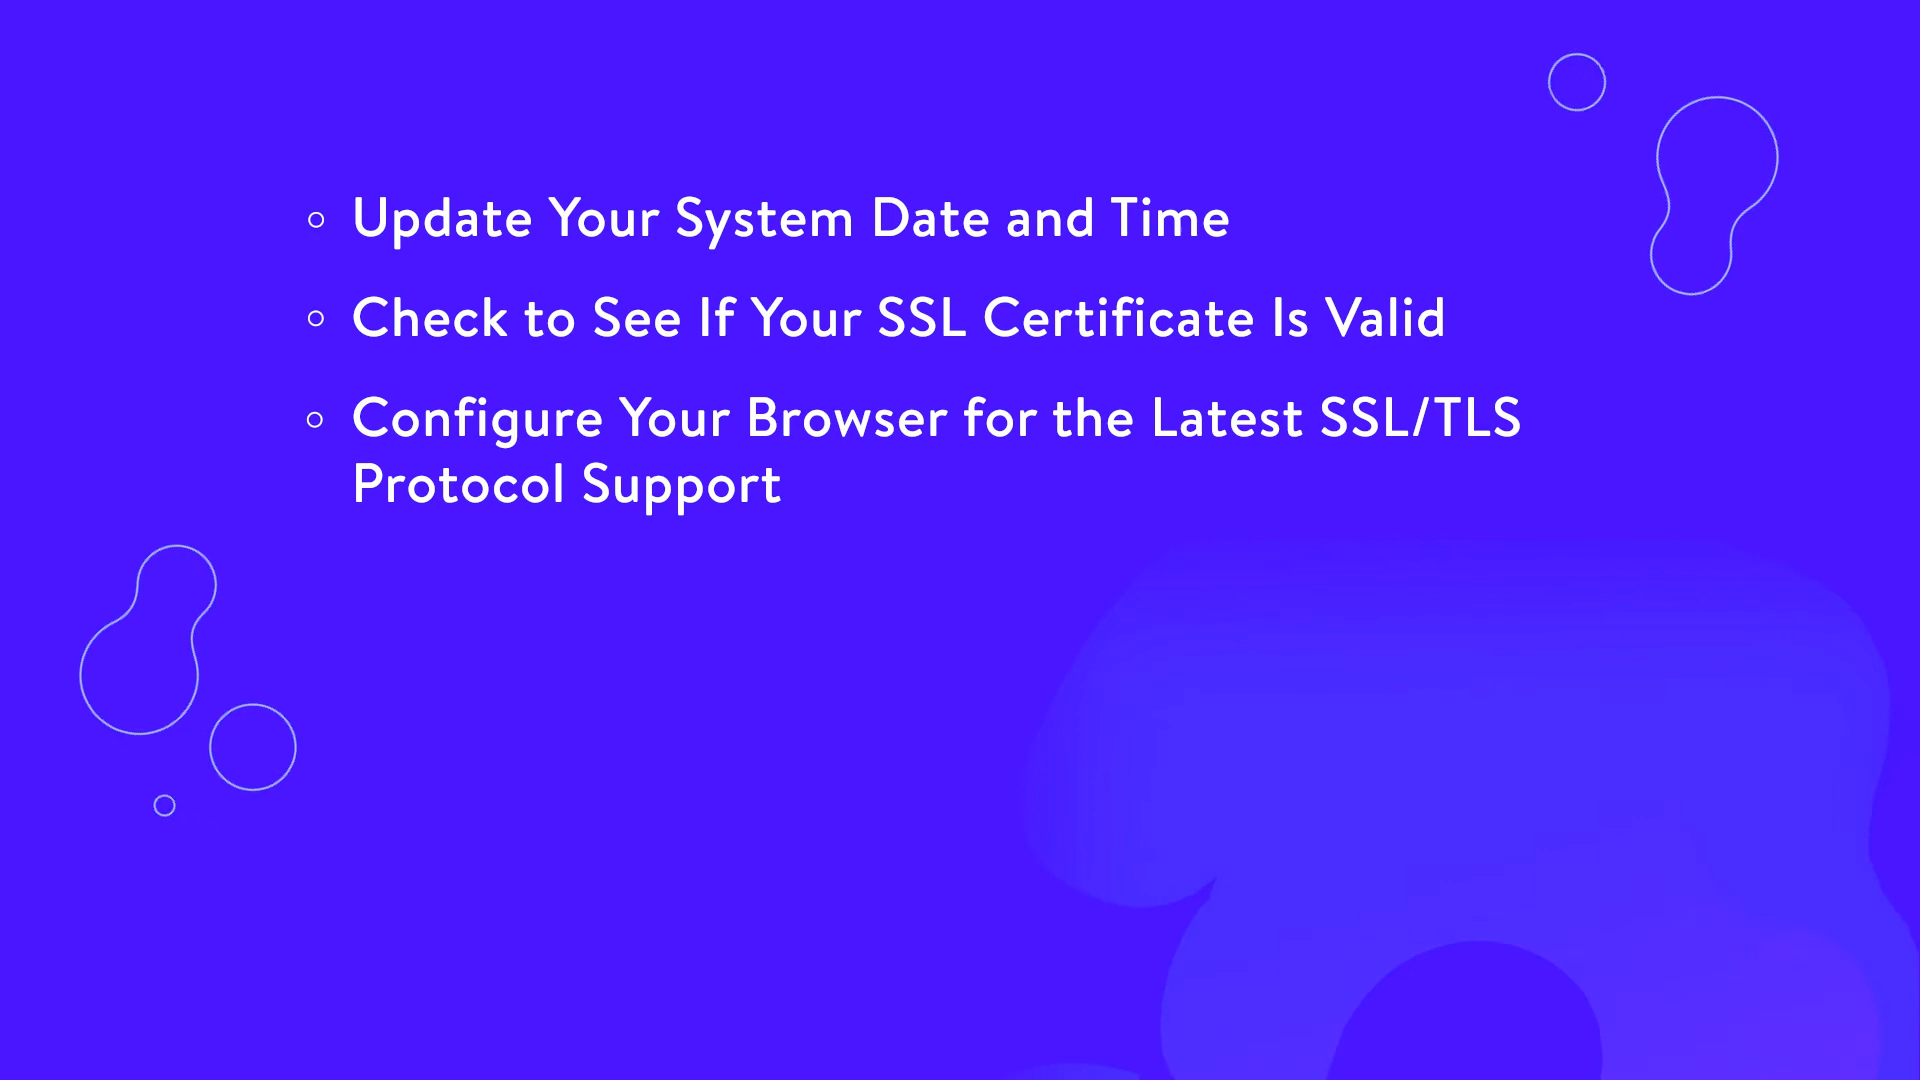 Update Your System Date and Time
Check to See If Your SSL Certificate Is Valid
Configure Your Browser for the Latest SSL/TLS
Protocol Support